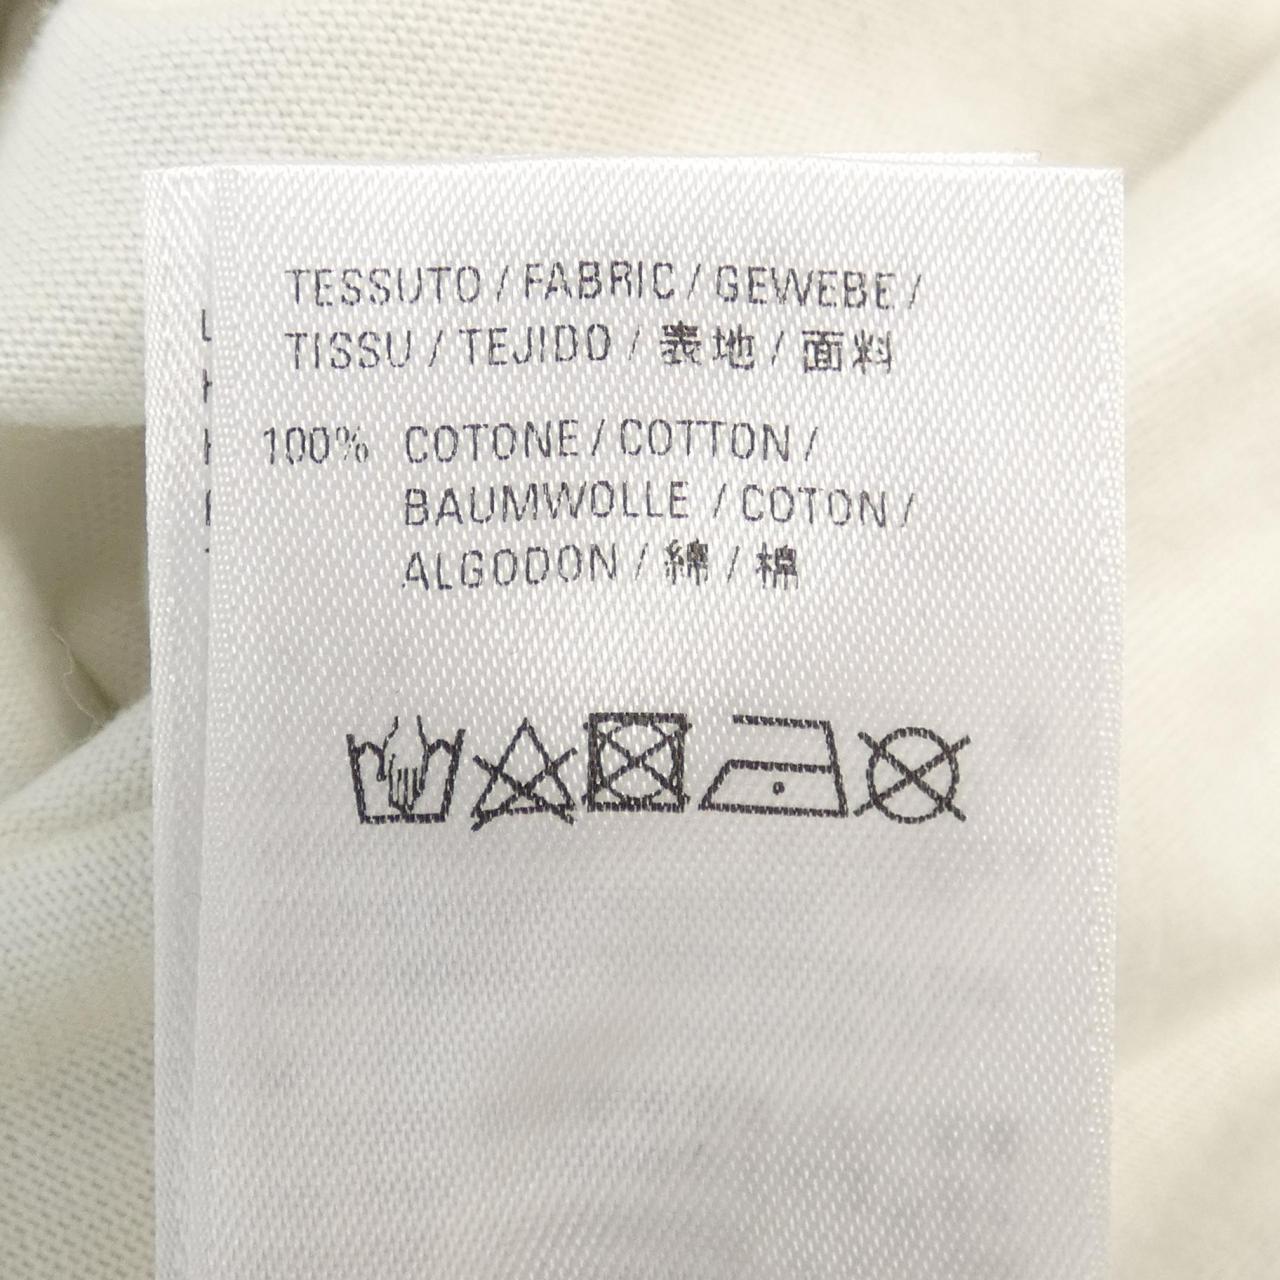 TESSUTO / FABRIC / GEWEBE /
TISSU / TEJIDO / 表地 / 面料
100% COTONE / COTTON /
BAUMWOLLE / COTON /
ALGODON / 綿 / 棉